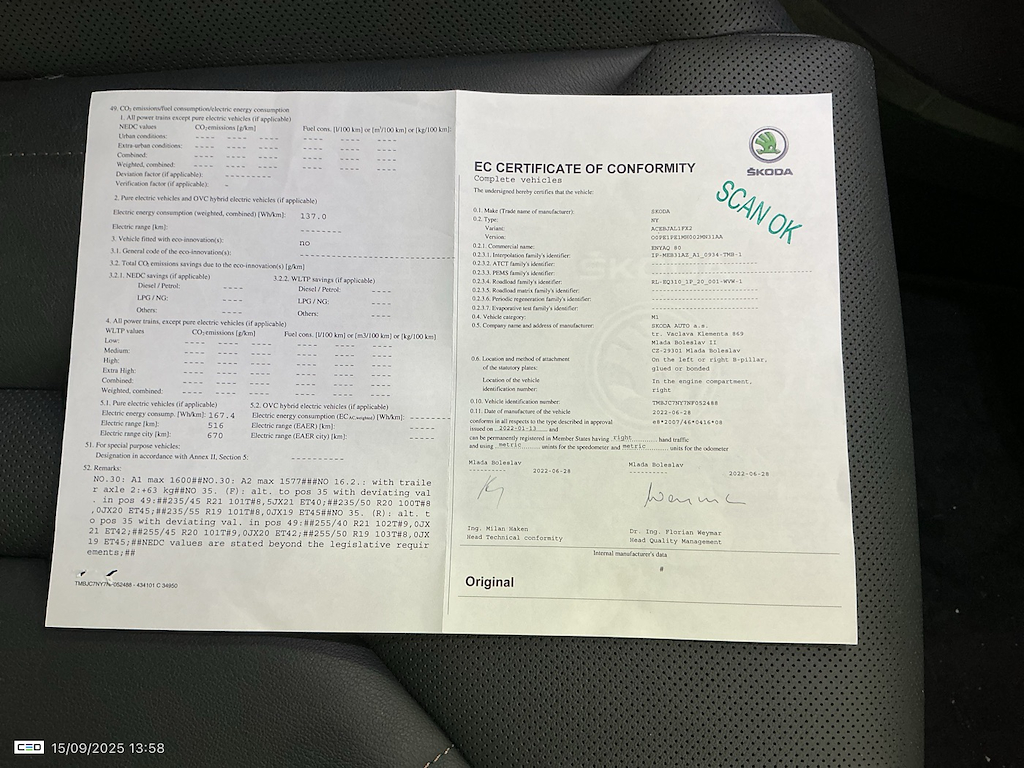 49. CO₂ emissions/fuel consumption/electric energy consumption
1. All power trains except pure electric vehicles (if applicable)
NEDC values CO₂ emissions [g/km] Fuel cons. [l/100 km] or [m³/100 km] or [kg/100 km]:
Urban conditions: ---- ---- ---- ---- ---- ----
Extra-urban conditions: ---- ---- ---- ---- ---- ----
Combined: ---- ---- ---- ---- ---- ----
Weighted, combined: ---- ---- ---- ---- ---- ----
Deviation factor (if applicable): ---------
Verification factor (if applicable): -
2. Pure electric vehicles and OVC hybrid electric vehicles (if applicable)
Electric energy consumption (weighted, combined) [Wh/km]: 137.0
Electric range [km]: -------
3. Vehicle fitted with eco-innovation(s): no
3.1. General code of the eco-innovation(s):
3.2. Total CO₂ emissions savings due to the eco-innovation(s) [g/km]
3.2.1. NEDC savings (if applicable) 3.2.2. WLTP savings (if applicable)
Diesel / Petrol: ---- Diesel / Petrol: ----
LPG / NG: ---- LPG / NG: ----
Others: ---- Others: ----
4. All power trains, except pure electric vehicles (if applicable)
WLTP values CO₂ emissions [g/km] Fuel cons. [l/100 km] or [m3/100 km] or [kg/100 km]
Low: ---- ---- ---- ---- ---- ----
Medium: ---- ---- ---- ---- ---- ----
High: ---- ---- ---- ---- ---- ----
Extra High: ---- ---- ---- ---- ---- ----
Combined: ---- ---- ---- ---- ---- ----
Weighted, combined: ---- ---- ---- ---- ---- ----
5.1. Pure electric vehicles (if applicable) 5.2. OVC hybrid electric vehicles (if applicable)
Electric energy consump. [Wh/km]: 167.4 Electric energy consumption (EC AC,weighted) [Wh/km]: -----
Electric range [km]: 516 Electric range (EAER) [km]: -----
Electric range city [km]: 670 Electric range (EAER city) [km]: -----
51. For special purpose vehicles:
Designation in accordance with Annex II, Section 5: ----------
52. Remarks:
NO.30: A1 max 1600##NO.30: A2 max 1577###NO 16.2.: with traile
r axle 2:+63 kg##NO 35. (F): alt. to pos 35 with deviating val
. in pos 49:##235/45 R21 101T#8,5JX21 ET40;##235/50 R20 100T#8
,0JX20 ET45;##235/55 R19 101T#8,0JX19 ET45##NO 35. (R): alt. t
o pos 35 with deviating val. in pos 49:##255/40 R21 102T#9,0JX
21 ET42;##255/45 R20 101T#9,0JX20 ET42;##255/50 R19 103T#8,0JX
19 ET45;##NEDC values are stated beyond the legislative requir
ements;##
TMBJC7NY7NF052488 - 434101 C 34950
ŠKODA
SCAN OK
EC CERTIFICATE OF CONFORMITY
Complete vehicles
The undersigned hereby certifies that the vehicle:
0.1. Make (Trade name of manufacturer): SKODA
0.2. Type: NY
Variant: ACEBJAL1FX2
Version:
0.2.1. Commercial name: ENYAQ 80
0.2.3.1. Interpolation family's identifier: IP-MEB31AZ_A1_0934-TMB-1
0.2.3.2. ATCT family's identifier:
0.2.3.3. PEMS family's identifier:
0.2.3.4. Roadload family's identifier: RL-EQ310_1P_20_001-WVW-1
0.2.3.5. Roadload matrix family's identifier:
0.2.3.6. Periodic regeneration family's identifier:
0.2.3.7. Evaporative test family's identifier:
0.4. Vehicle category: M1
0.5. Company name and address of manufacturer: SKODA AUTO a.s.
tr. Vaclava Klementa 869
Mlada Boleslav II
CZ-29301 Mlada Boleslav
0.6. Location and method of attachment On the left or right B-pillar,
of the statutory plates: glued or bonded
Location of the vehicle In the engine compartment,
identification number: right
0.10. Vehicle identification number: TMBJC7NY7NF052488
0.11. Date of manufacture of the vehicle 2022-06-28
conforms in all respects to the type described in approval e8*2007/46*0416*08
issued on 2022-01-13 and
can be permanently registered in Member States having right hand traffic
and using metric units for the speedometer and metric units for the odometer
Mlada Boleslav Mlada Boleslav
2022-06-28 2022-06-28
Ing. Milan Haken Dr. Ing. Florian Weymar
Head Technical conformity Head Quality Management
Internal manufacturer's data
#
Original
CEO 15/09/2025 13:58